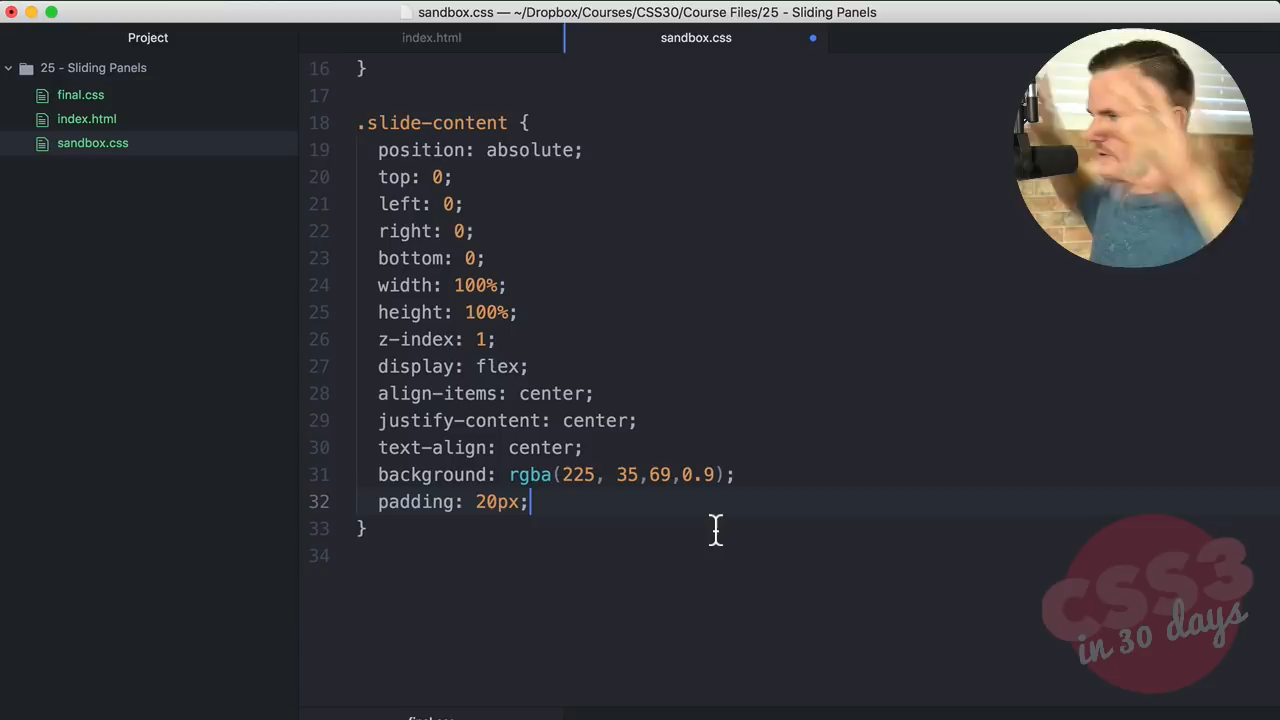 sandbox.css — ~/Dropbox/Courses/CSS30/Course Files/25 - Sliding Panels
Project
index.html
sandbox.css
25 - Sliding Panels
final.css
index.html
sandbox.css
16 }
17
18 .slide-content {
19 position: absolute;
20 top: 0;
21 left: 0;
22 right: 0;
23 bottom: 0;
24 width: 100%;
25 height: 100%;
26 z-index: 1;
27 display: flex;
28 align-items: center;
29 justify-content: center;
30 text-align: center;
31 background: rgba(225, 35,69,0.9);
32 padding: 20px;
33 }
34
CSS3
in 30 days